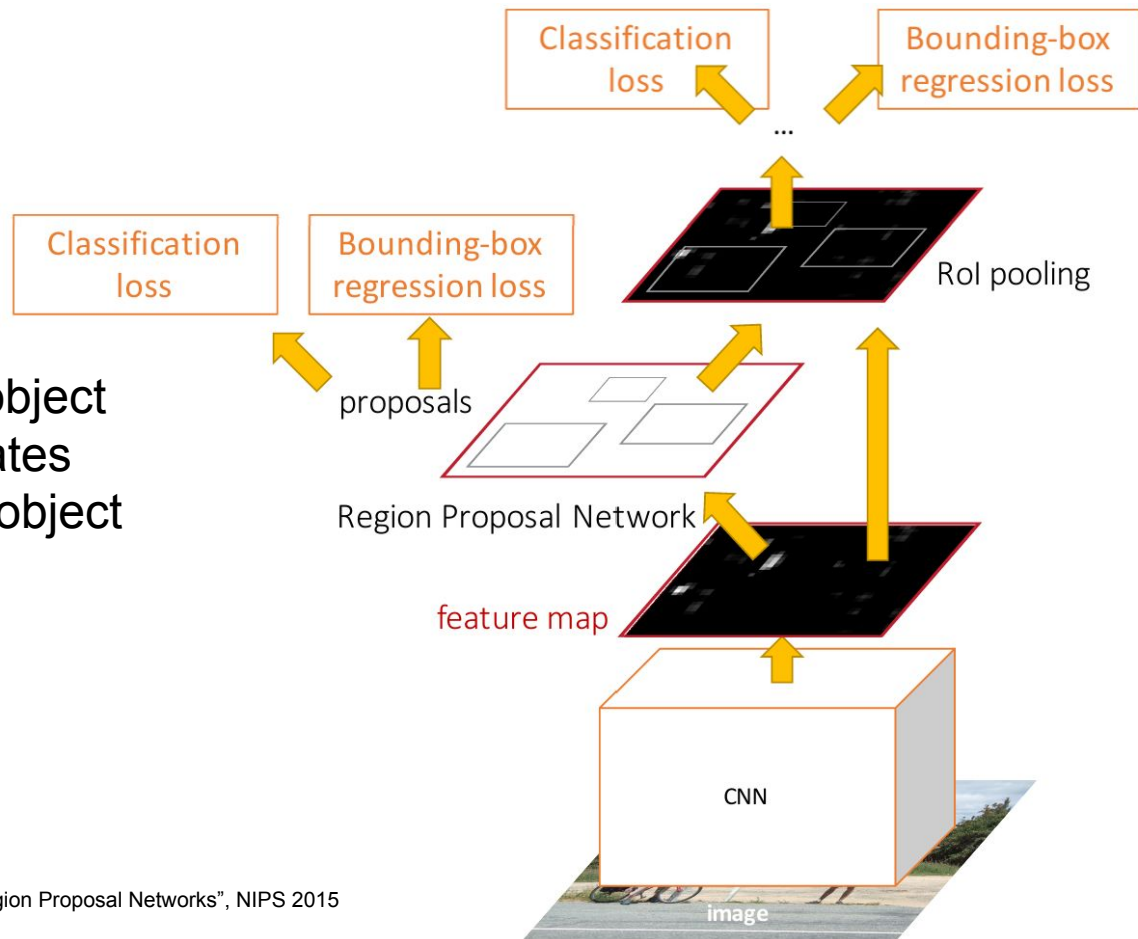 Classification
loss
Bounding-box
regression loss
...
Classification
loss
Bounding-box
regression loss
RoI pooling
object
proposals
ates
object
Region Proposal Network
feature map
CNN
image
gion Proposal Networks”, NIPS 2015